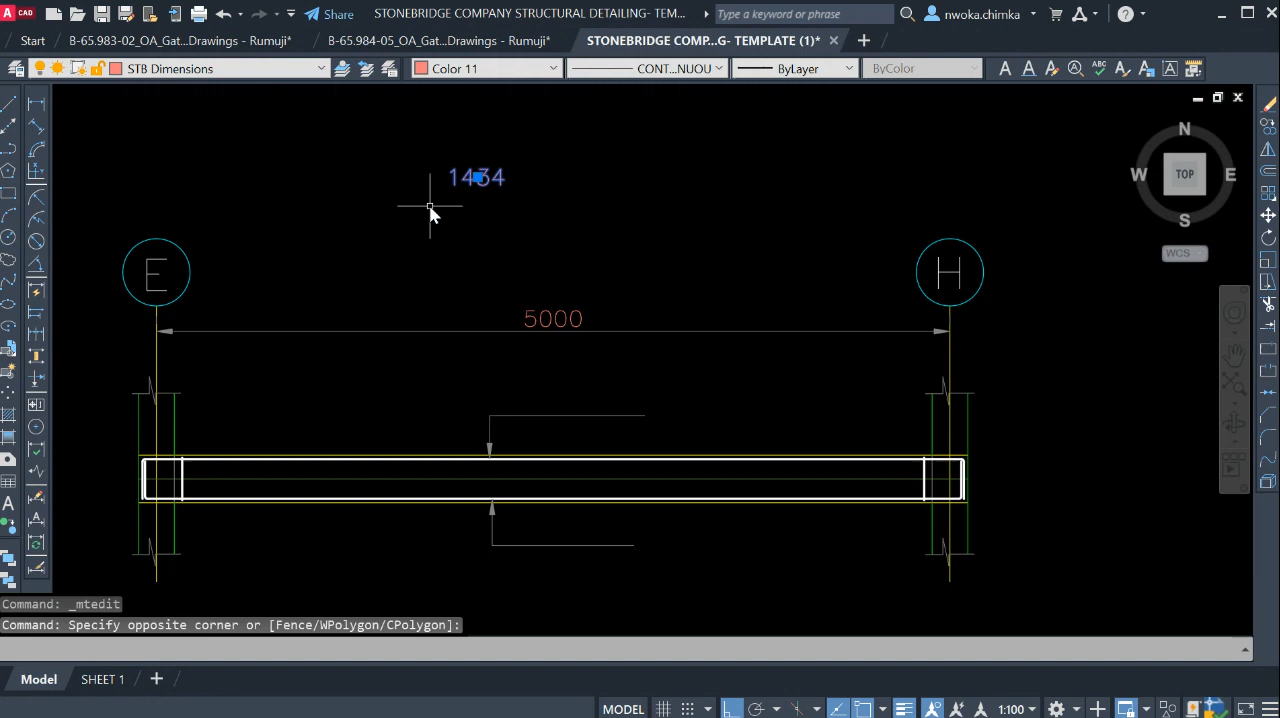 CAD
Share
STONEBRIDGE COMPANY STRUCTURAL DETAILING- TEM...
Type a keyword or phrase
nwoka.chimka
Start
B-65.983-02_OA_Gat...Drawings - Rumuji*
B-65.984-05_OA_Gat...Drawings - Rumuji*
STONEBRIDGE COMP...G- TEMPLATE (1)*
STB Dimensions
Color 11
CONT...NUOU
ByLayer
ByColor
1434
N
W
TOP
E
S
WCS
E
H
5000
Command: _mtedit
Command: Specify opposite corner or [Fence/WPolygon/CPolygon]:
Model
SHEET 1
MODEL
1:100